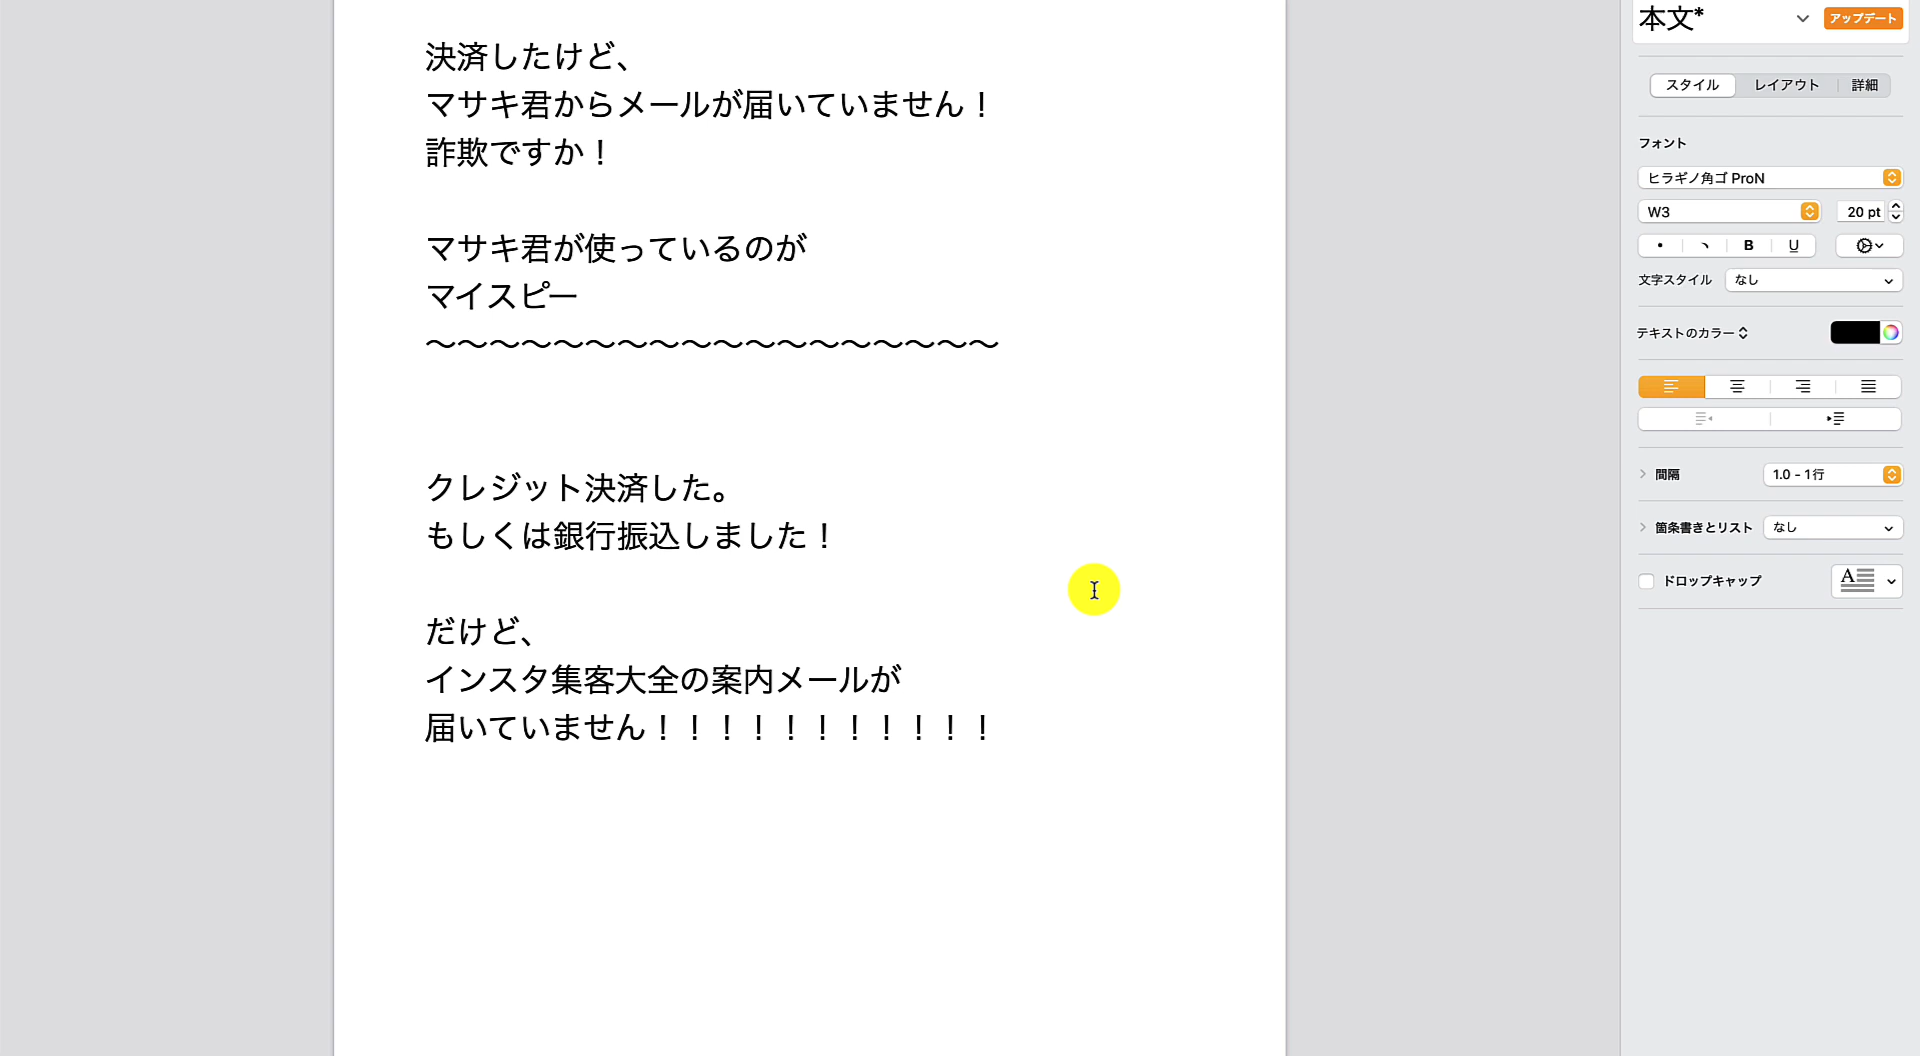 決済したけど、
マサキ君からメールが届いていません！
詐欺ですか！
マサキ君が使っているのが
マイスピー
〜〜〜〜〜〜〜〜〜〜〜〜〜〜〜〜〜〜
クレジット決済した。
もしくは銀行振込しました！
だけど、
インスタ集客大全の案内メールが
届いていません！！！！！！！！！！！
本文*
アップデート
スタイル レイアウト 詳細
フォント
ヒラギノ角ゴ ProN
W3 20 pt
• ヽ B U
文字スタイル なし
テキストのカラー
間隔 1.0 - 1行
箇条書きとリスト なし
ドロップキャップ A